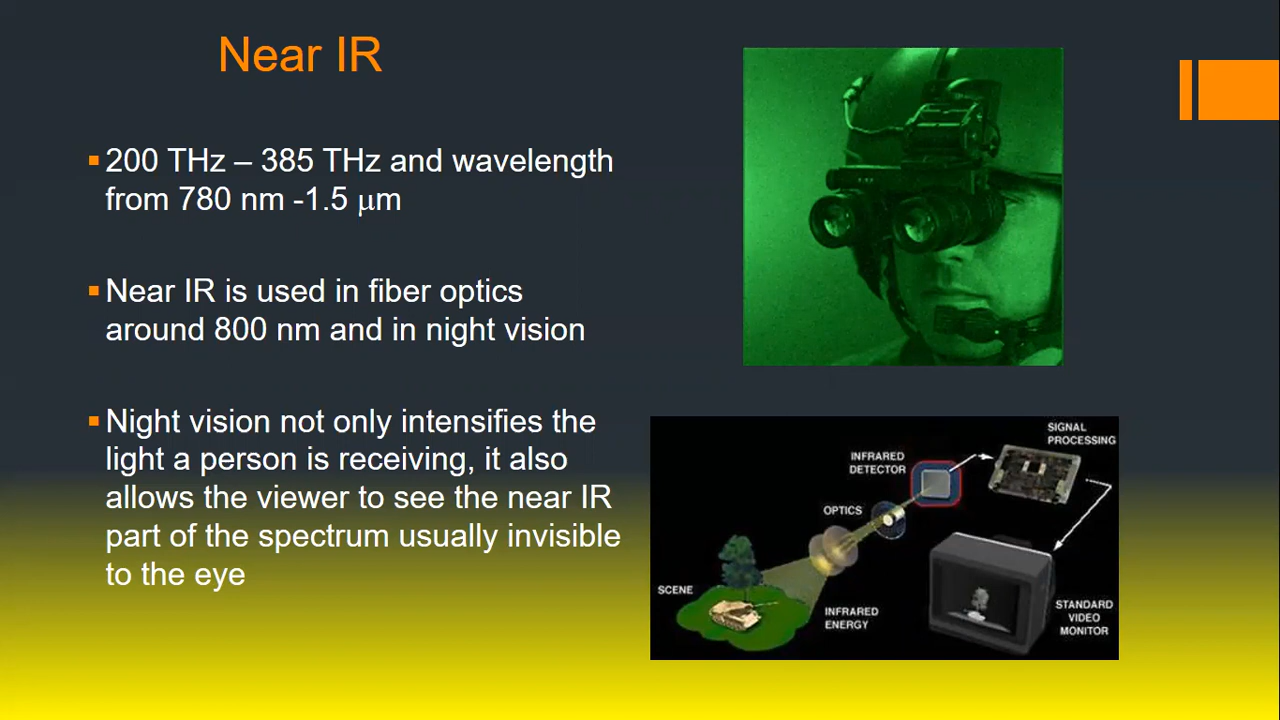 Near IR
200 THz – 385 THz and wavelength
from 780 nm -1.5 μm
Near IR is used in fiber optics
around 800 nm and in night vision
Night vision not only intensifies the
light a person is receiving, it also
allows the viewer to see the near IR
part of the spectrum usually invisible
to the eye
SIGNAL
PROCESSING
INFRARED
DETECTOR
OPTICS
SCENE
INFRARED
ENERGY
STANDARD
VIDEO
MONITOR